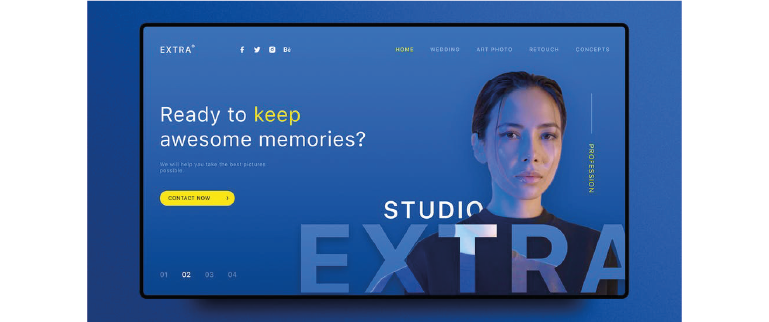 EXTRA®
HOME WEDDING ART PHOTO RETOUCH CONCEPTS
Ready to keep
awesome memories?
We will help you take the best pictures
possible.
CONTACT NOW
PROFESSION
STUDIO
EXTRA
01 02 03 04